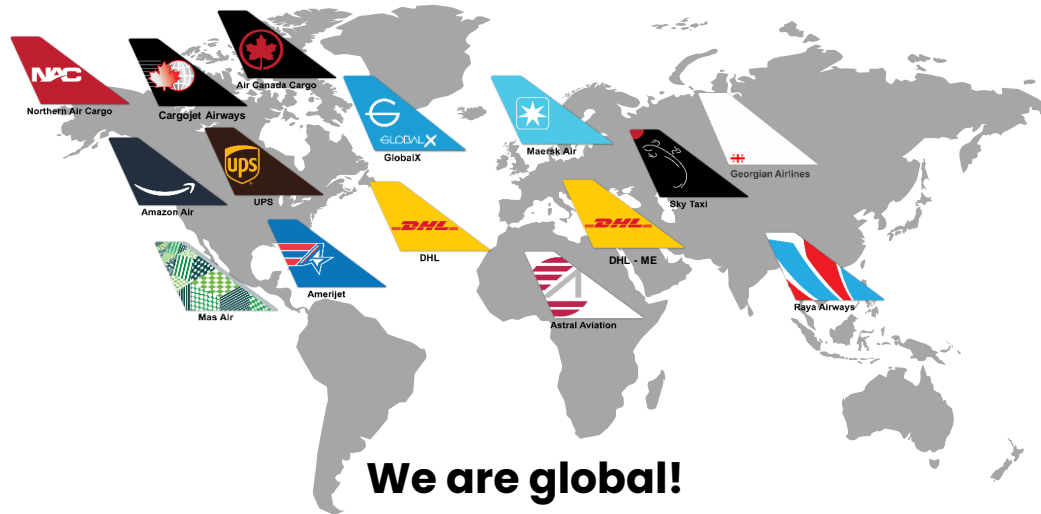 NAC
Northern Air Cargo
Cargojet Airways
Air Canada Cargo
GLOBAL X
GlobalX
Maersk Air
Georgian Airlines
Sky Taxi
Amazon Air
ups
UPS
DHL
DHL
DHL
DHL - ME
Amerijet
Mas Air
Astral Aviation
Raya Airways
We are global!